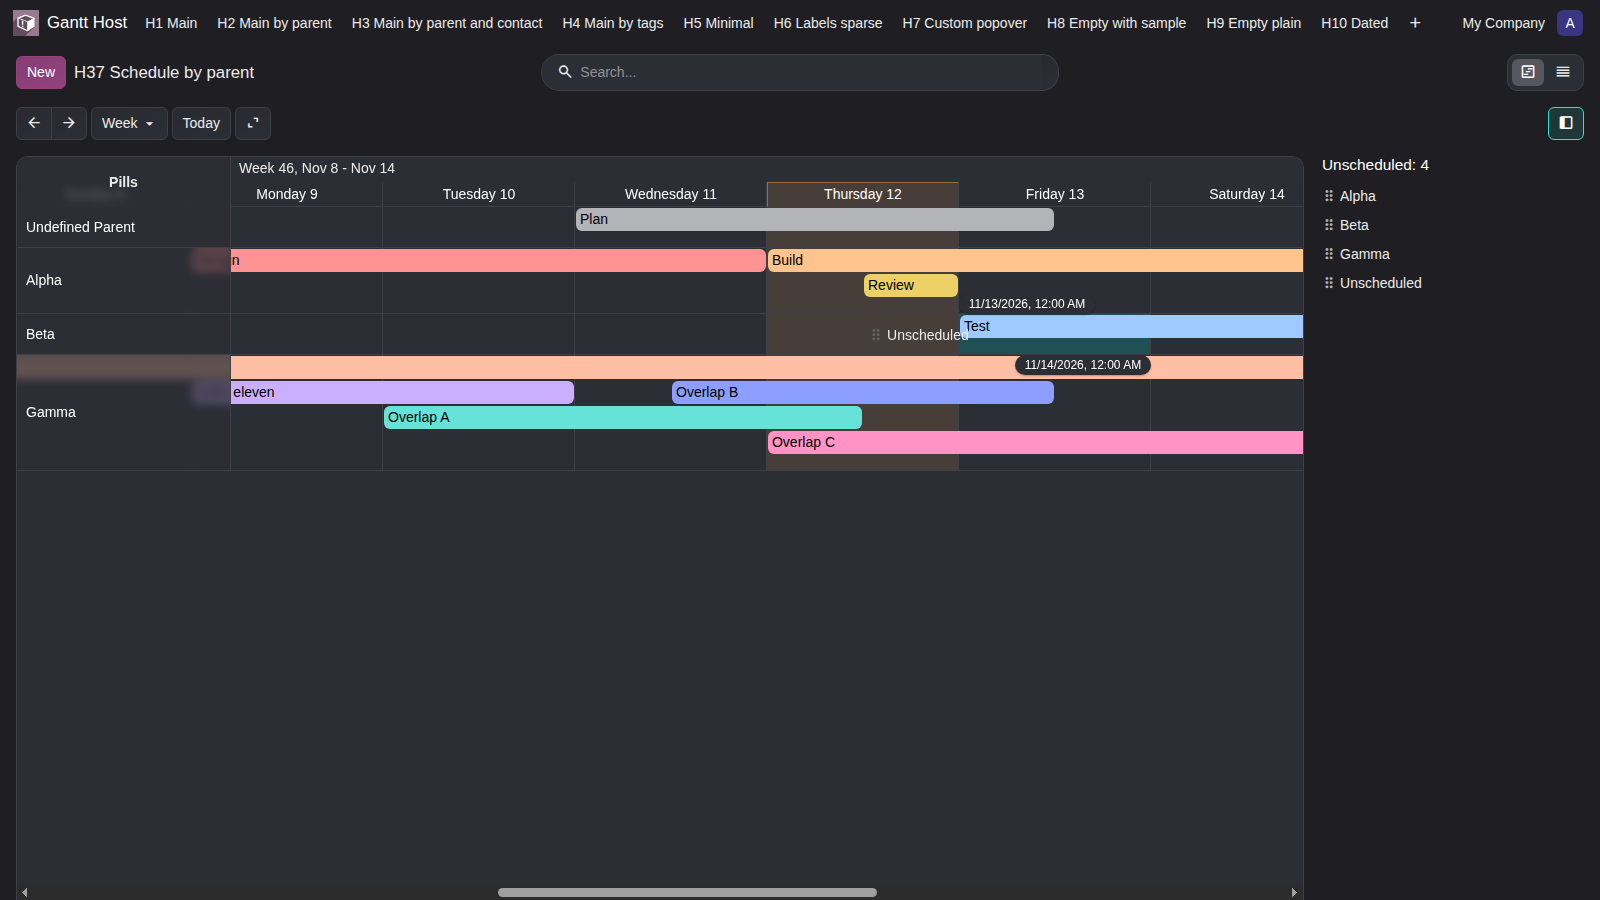 Gantt Host H1 Main H2 Main by parent H3 Main by parent and contact H4 Main by tags H5 Minimal H6 Labels sparse H7 Custom popover H8 Empty with sample H9 Empty plain H10 Dated + My Company A
New H37 Schedule by parent Search...
Week Today
Week 46, Nov 8 - Nov 14
Pills
Monday 9 Tuesday 10 Wednesday 11 Thursday 12 Friday 13 Saturday 14
Undefined Parent Plan
Alpha n Build
Review
11/13/2026, 12:00 AM
Beta Test
Unscheduled
11/14/2026, 12:00 AM
Gamma eleven Overlap B
Overlap A
Overlap C
Unscheduled: 4
Alpha
Beta
Gamma
Unscheduled